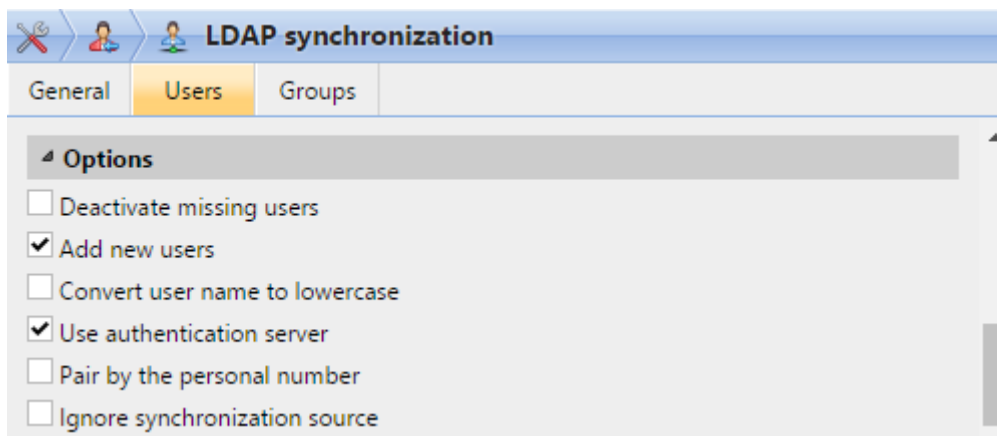 LDAP synchronization
General Users Groups
Options
Deactivate missing users
Add new users
Convert user name to lowercase
Use authentication server
Pair by the personal number
Ignore synchronization source